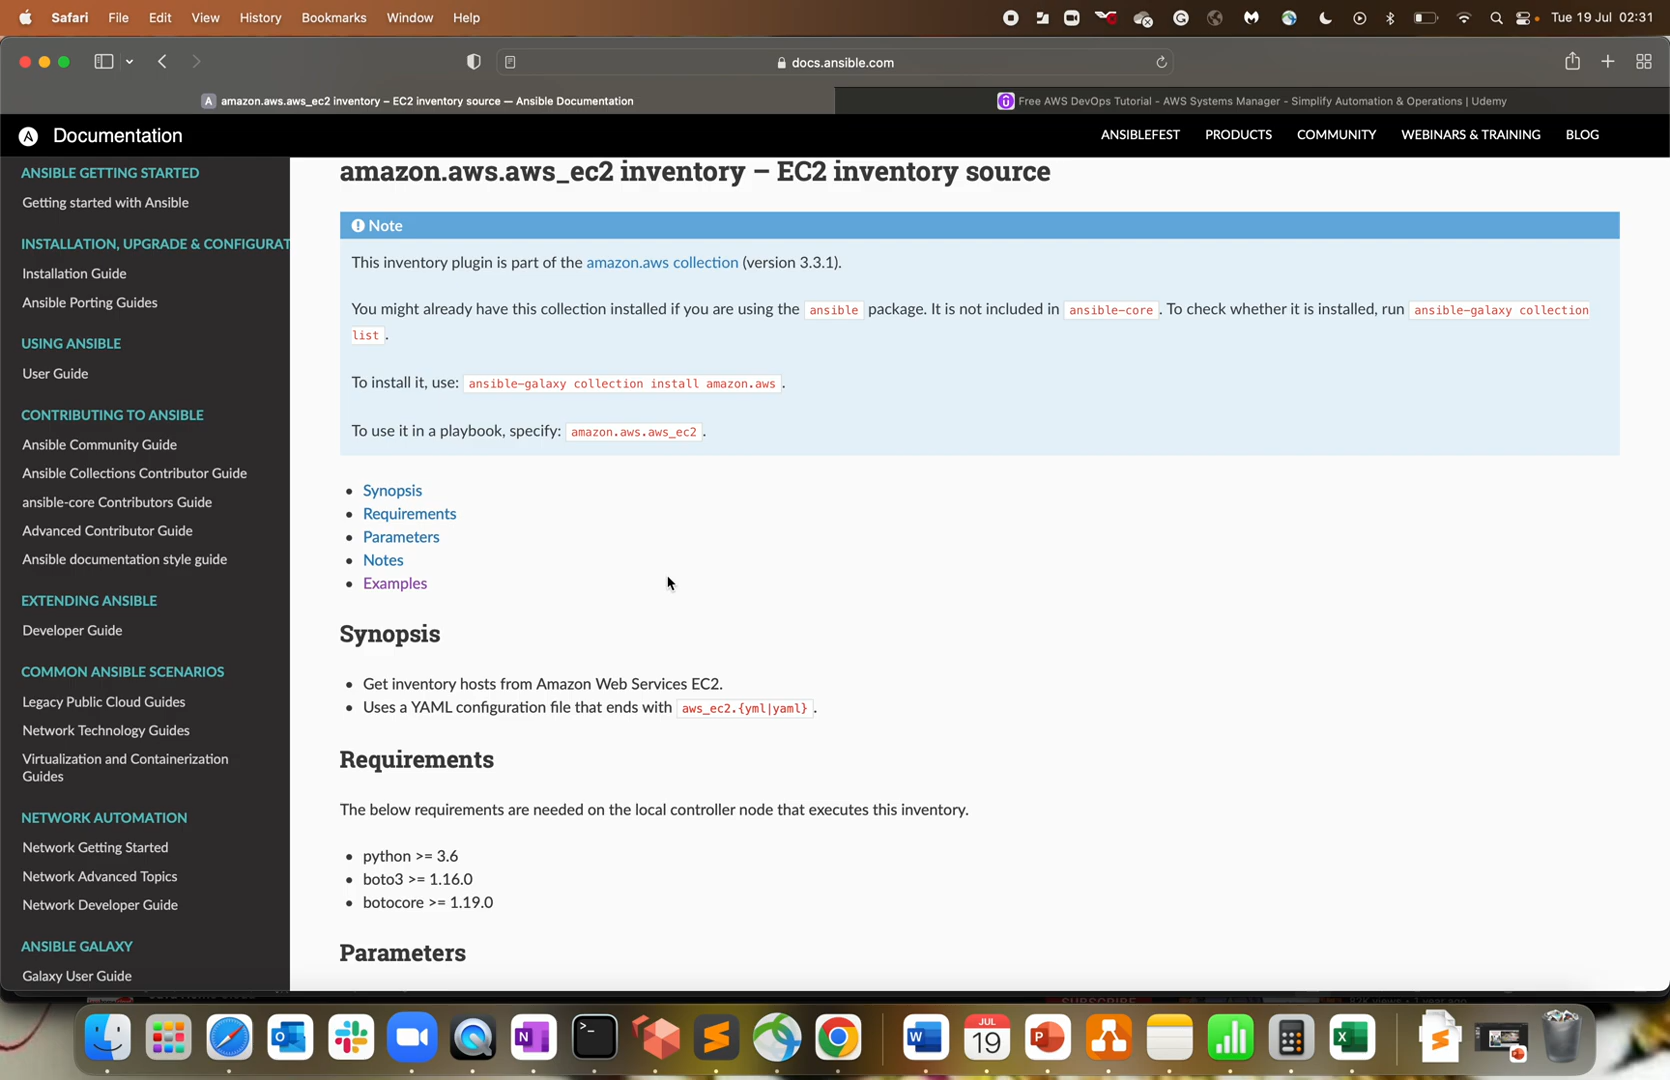 Safari File Edit View History Bookmarks Window Help
Tue 19 Jul 02:31
docs.ansible.com
A amazon.aws.aws_ec2 inventory – EC2 inventory source — Ansible Documentation
Free AWS DevOps Tutorial - AWS Systems Manager - Simplify Automation & Operations | Udemy
A Documentation
ANSIBLEFEST PRODUCTS COMMUNITY WEBINARS & TRAINING BLOG
ANSIBLE GETTING STARTED
Getting started with Ansible
INSTALLATION, UPGRADE & CONFIGURAT
Installation Guide
Ansible Porting Guides
USING ANSIBLE
User Guide
CONTRIBUTING TO ANSIBLE
Ansible Community Guide
Ansible Collections Contributor Guide
ansible-core Contributors Guide
Advanced Contributor Guide
Ansible documentation style guide
EXTENDING ANSIBLE
Developer Guide
COMMON ANSIBLE SCENARIOS
Legacy Public Cloud Guides
Network Technology Guides
Virtualization and Containerization
Guides
NETWORK AUTOMATION
Network Getting Started
Network Advanced Topics
Network Developer Guide
ANSIBLE GALAXY
Galaxy User Guide
amazon.aws.aws_ec2 inventory – EC2 inventory source
Note
This inventory plugin is part of the amazon.aws collection (version 3.3.1).
You might already have this collection installed if you are using the ansible package. It is not included in ansible-core. To check whether it is installed, run ansible-galaxy collection
list.
To install it, use: ansible-galaxy collection install amazon.aws.
To use it in a playbook, specify: amazon.aws.aws_ec2.
• Synopsis
• Requirements
• Parameters
• Notes
• Examples
Synopsis
• Get inventory hosts from Amazon Web Services EC2.
• Uses a YAML configuration file that ends with aws_ec2.{yml|yaml}.
Requirements
The below requirements are needed on the local controller node that executes this inventory.
• python >= 3.6
• boto3 >= 1.16.0
• botocore >= 1.19.0
Parameters
SUBSCRIBE
82K views • 1 year ago
JUL
19